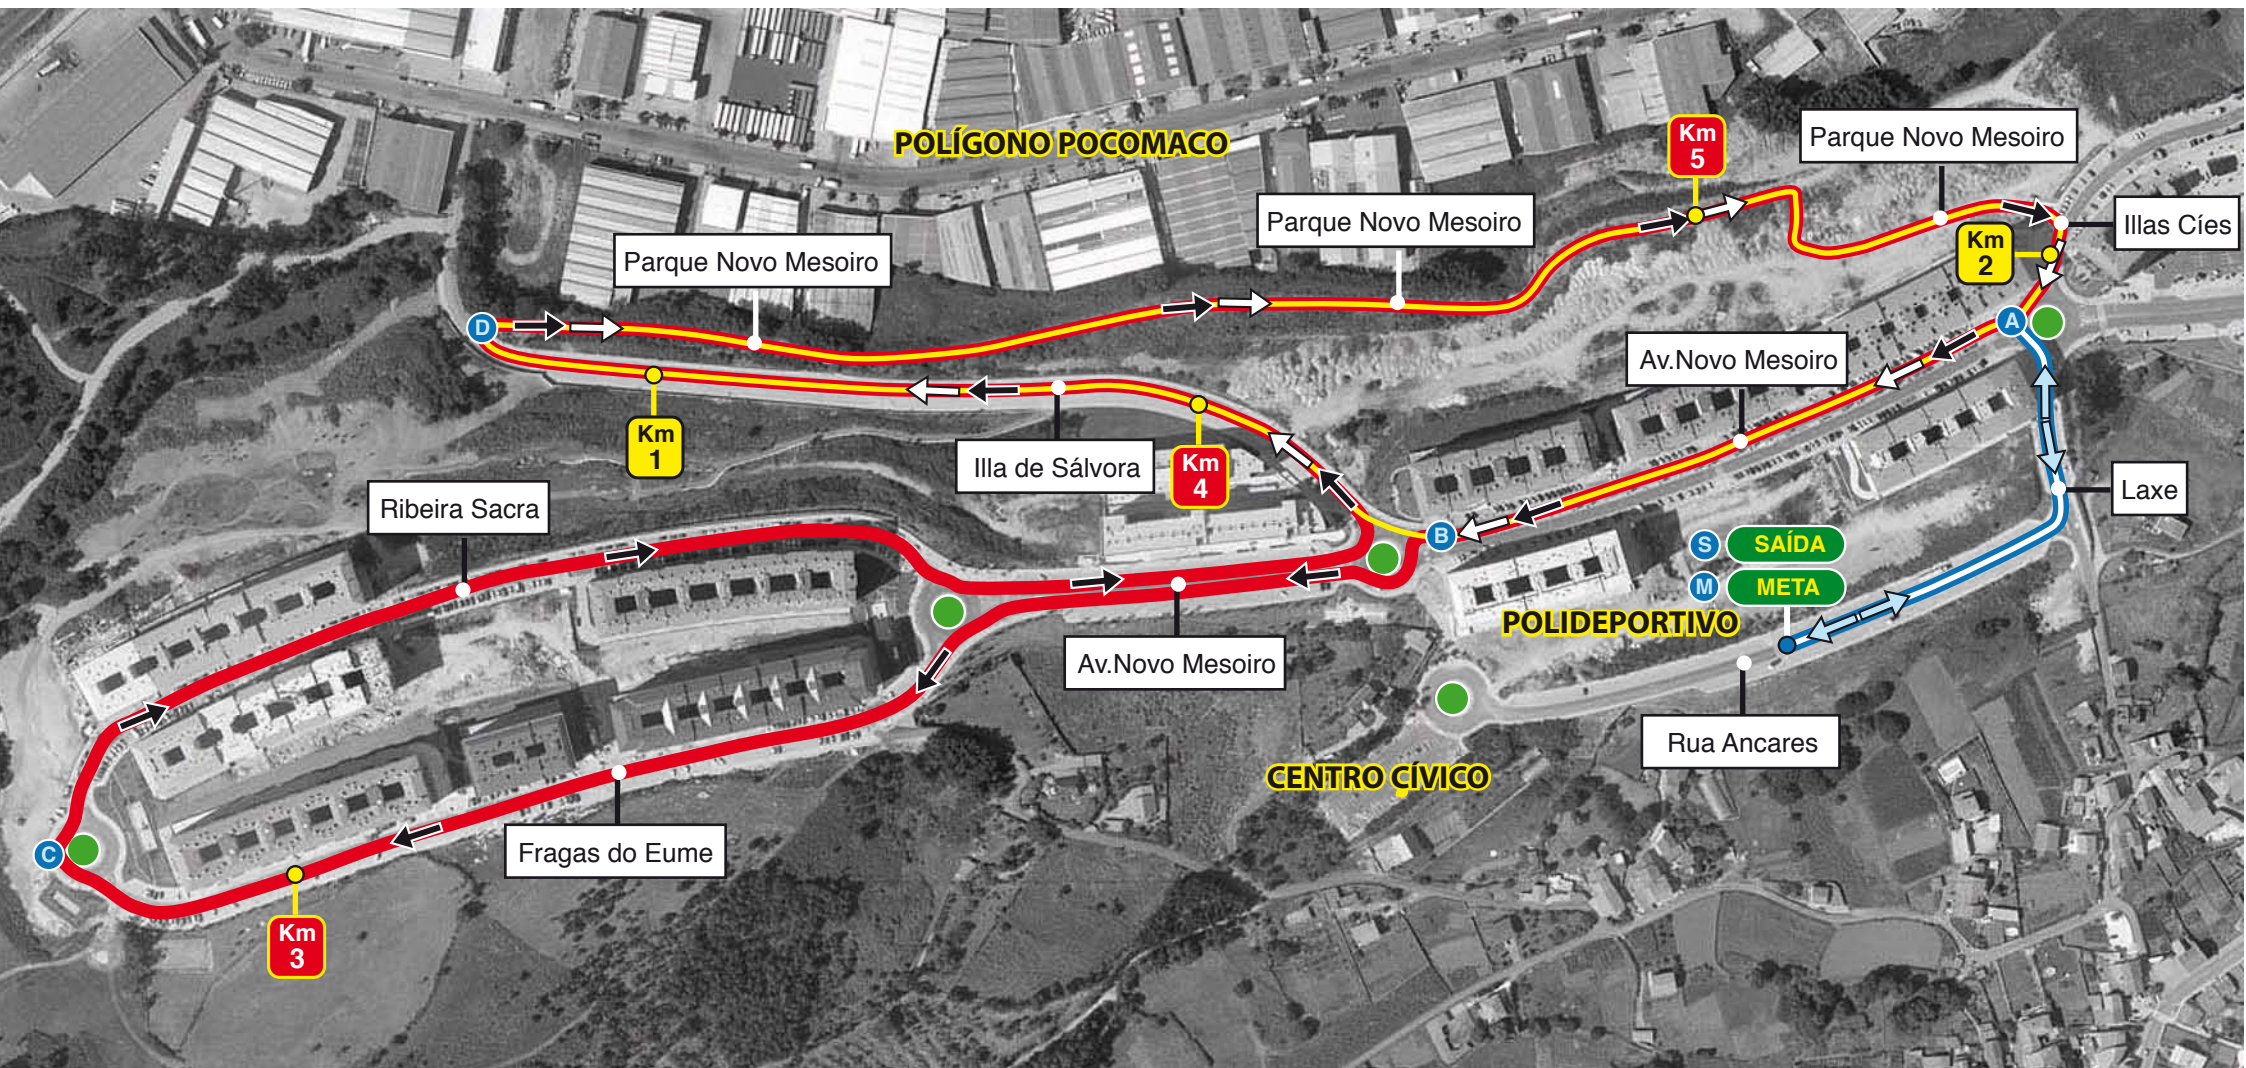 POLÍGONO POCOMACO
Km
5
Parque Novo Mesoiro
Illas Cíes
Parque Novo Mesoiro
Parque Novo Mesoiro
Km
2
D
A
Av.Novo Mesoiro
Km
1
Illa de Sálvora
Km
4
Laxe
Ribeira Sacra
B
S SAÍDA
M META
POLIDEPORTIVO
Av.Novo Mesoiro
Rua Ancares
CENTRO CÍVICO
Fragas do Eume
C
Km
3